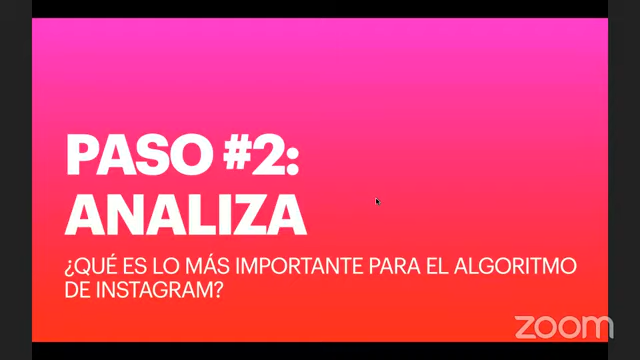 PASO #2:
ANALIZA
¿QUÉ ES LO MÁS IMPORTANTE PARA EL ALGORITMO
DE INSTAGRAM?
zoom